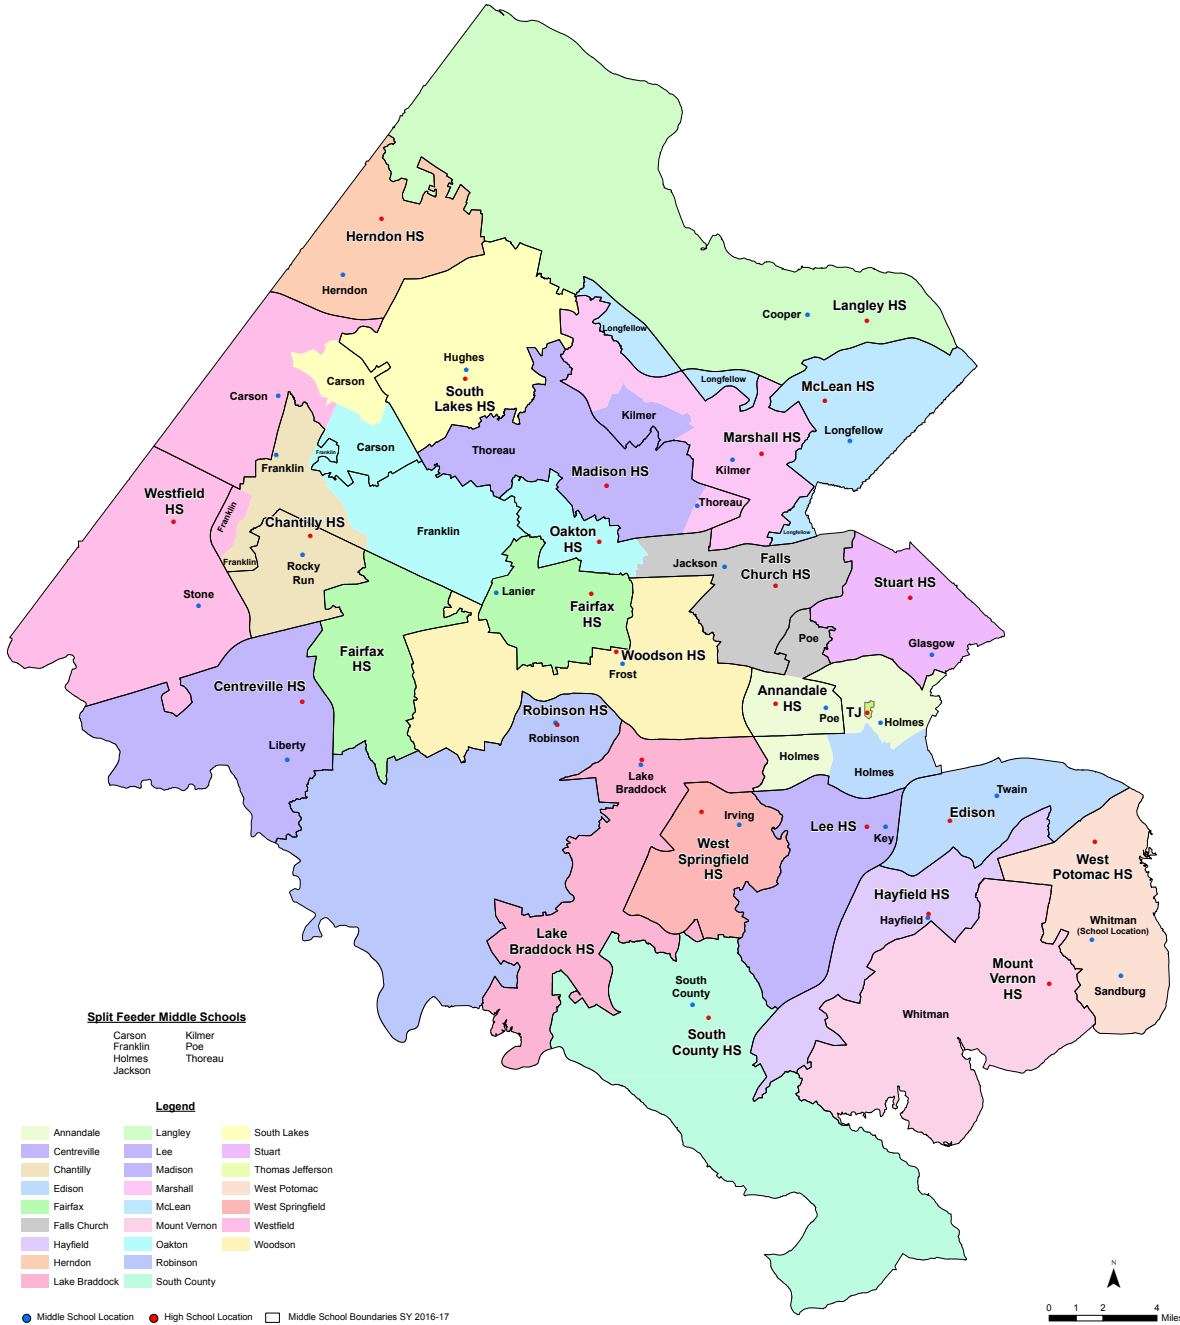 Herndon HS
Herndon
Cooper
Langley HS
Longfellow
Hughes
South
Lakes HS
Carson
Carson
Longfellow
McLean HS
Longfellow
Kilmer
Marshall HS
Kilmer
Thoreau
Madison HS
Thoreau
Franklin
Carson
Franklin
Westfield
HS
Franklin
Chantilly HS
Franklin
Rocky
Run
Franklin
Oakton
HS
Longfellow
Jackson
Falls
Church HS
Stuart HS
Stone
Lanier
Fairfax
HS
Poe
Glasgow
Fairfax
HS
Woodson HS
Frost
Centreville HS
Annandale
HS
Poe
TJ
Holmes
Robinson HS
Robinson
Liberty
Lake
Braddock
Holmes
Holmes
Twain
Edison
Irving
Lee HS
Key
West
Springfield
HS
West
Potomac HS
Hayfield HS
Hayfield
Whitman
(School Location)
Lake
Braddock HS
Mount
Vernon
HS
Sandburg
South
County
Whitman
South
County HS
Split Feeder Middle Schools
Carson Kilmer
Franklin Poe
Holmes Thoreau
Jackson
Legend
Annandale Langley South Lakes
Centreville Lee Stuart
Chantilly Madison Thomas Jefferson
Edison Marshall West Potomac
Fairfax McLean West Springfield
Falls Church Mount Vernon Westfield
Hayfield Oakton Woodson
Herndon Robinson
Lake Braddock South County
Middle School Location High School Location Middle School Boundaries SY 2016-17
N
0 1 2 4
Miles